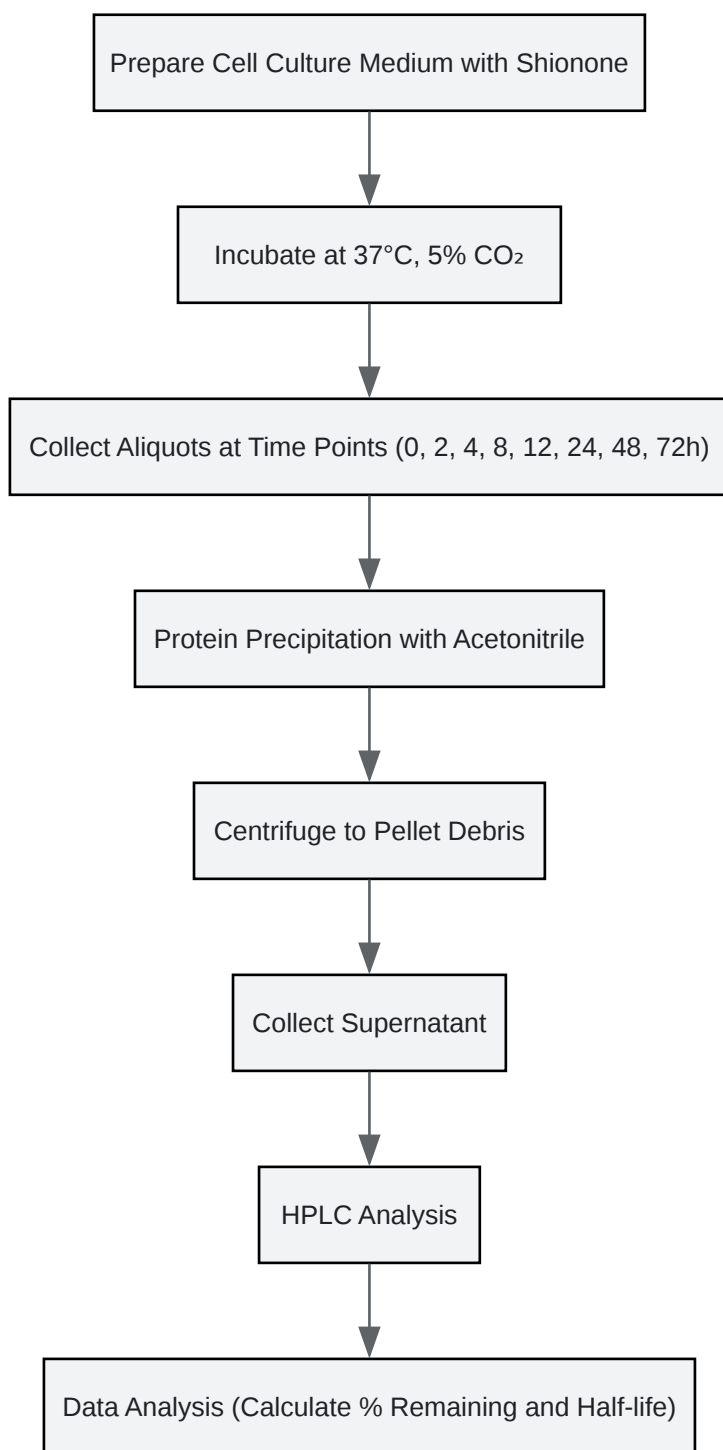 Prepare Cell Culture Medium with Shionone
Incubate at 37°C, 5% CO₂
Collect Aliquots at Time Points (0, 2, 4, 8, 12, 24, 48, 72h)
Protein Precipitation with Acetonitrile
Centrifuge to Pellet Debris
Collect Supernatant
HPLC Analysis
Data Analysis (Calculate % Remaining and Half-life)